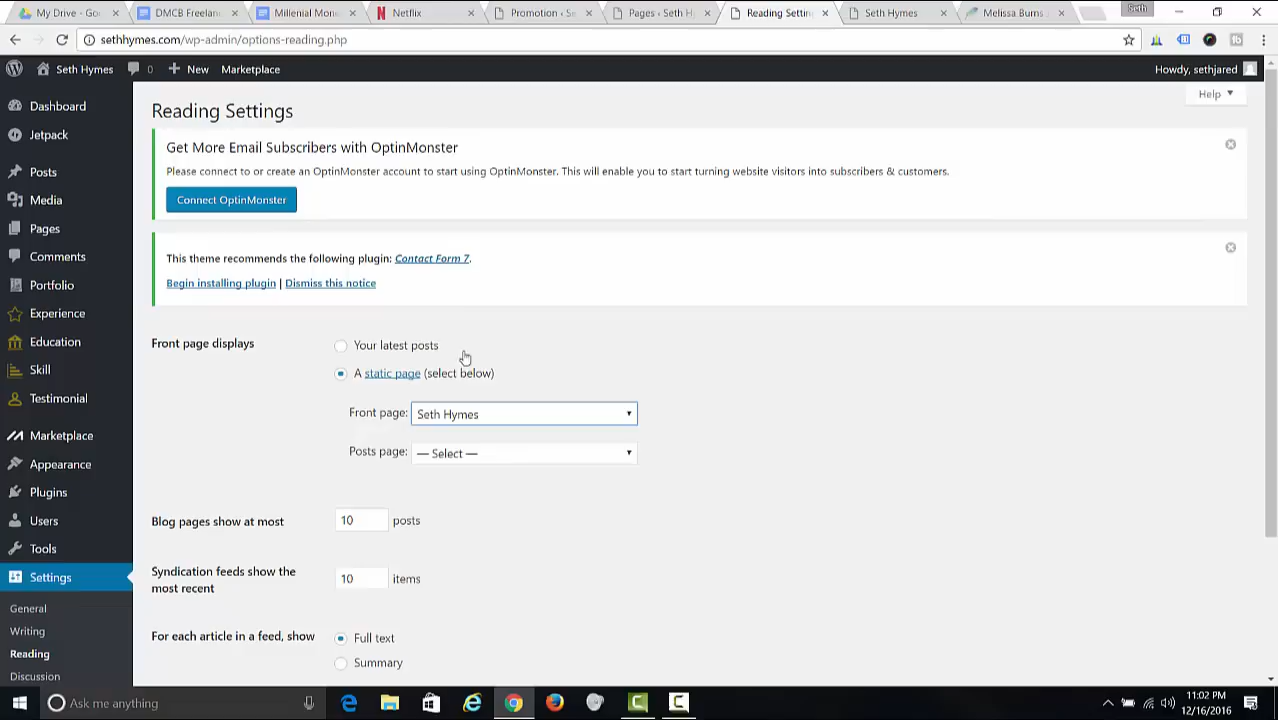 My Drive - Go
DMCB Freelan
Millenial Mon
Netflix
Promotion ‹ S
Pages ‹ Seth H
Reading Settin
Seth Hymes
Melissa Burns
Seth
sethhymes.com/wp-admin/options-reading.php
Seth Hymes
0
New
Marketplace
Howdy, sethjared
Help
Dashboard
Jetpack
Posts
Media
Pages
Comments
Portfolio
Experience
Education
Skill
Testimonial
Marketplace
Appearance
Plugins
Users
Tools
Settings
General
Writing
Reading
Discussion
Reading Settings
Get More Email Subscribers with OptinMonster
Please connect to or create an OptinMonster account to start using OptinMonster. This will enable you to start turning website visitors into subscribers & customers.
Connect OptinMonster
This theme recommends the following plugin: Contact Form 7.
Begin installing plugin | Dismiss this notice
Front page displays
Your latest posts
A static page (select below)
Front page: Seth Hymes
Posts page: — Select —
Blog pages show at most 10 posts
Syndication feeds show the
most recent
10 items
For each article in a feed, show
Full text
Summary
Ask me anything
11:02 PM
12/16/2016